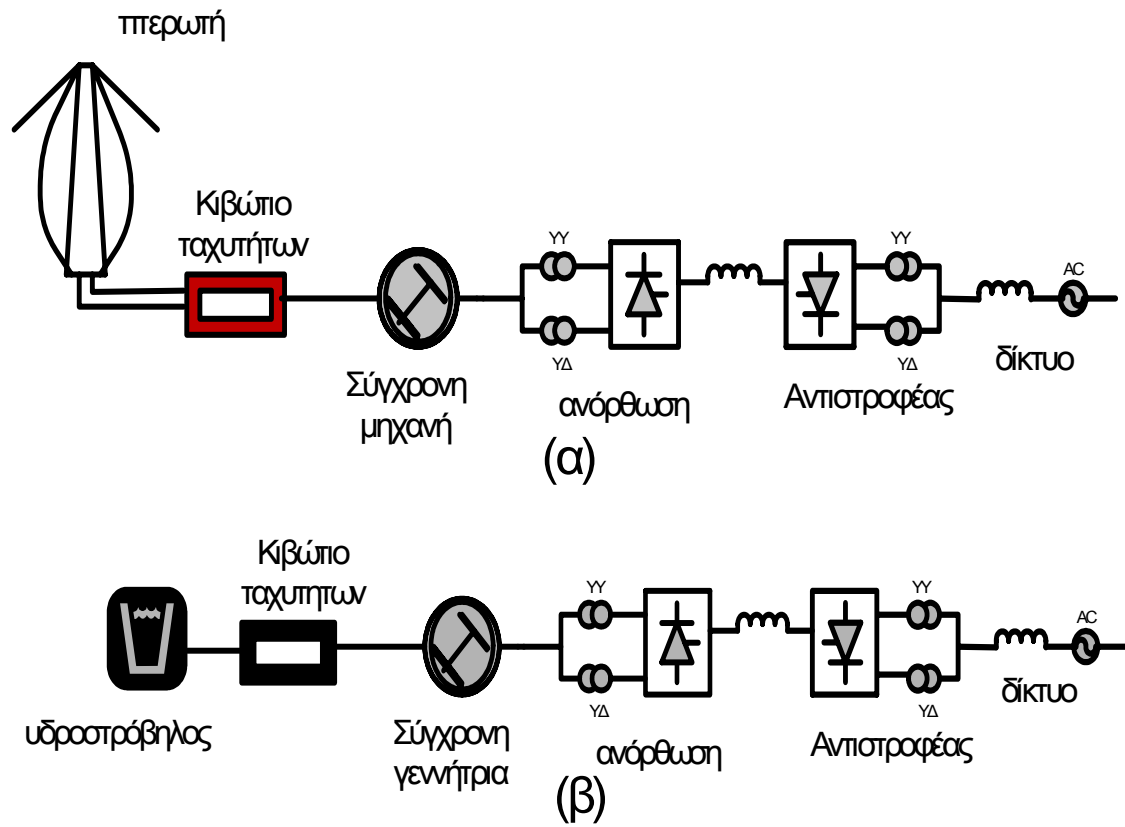 πτερωτή
Κιβώτιο
ταχυτήτων
YY
YY
AC
YΔ
YΔ
δίκτυο
Σύγχρονη
μηχανή
ανόρθωση
Αντιστροφέας
(α)
Κιβώτιο
ταχυτητων
YY
YY
AC
YΔ
YΔ
δίκτυο
υδροστρόβηλος
Σύγχρονη
γεννήτρια
ανόρθωση
Αντιστροφέας
(β)